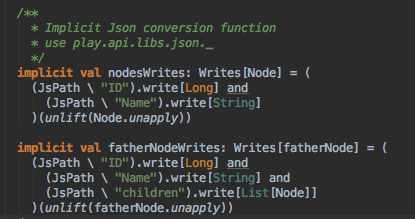 /**
 * Implicit Json conversion function
 * use play.api.libs.json._
 */
implicit val nodesWrites: Writes[Node] = (
  (JsPath \ "ID").write[Long] and
    (JsPath \ "Name").write[String]
  )(unlift(Node.unapply))

implicit val fatherNodeWrites: Writes[fatherNode] = (
  (JsPath \ "ID").write[Long] and
    (JsPath \ "Name").write[String] and
    (JsPath \ "children").write[List[Node]]
  )(unlift(fatherNode.unapply))